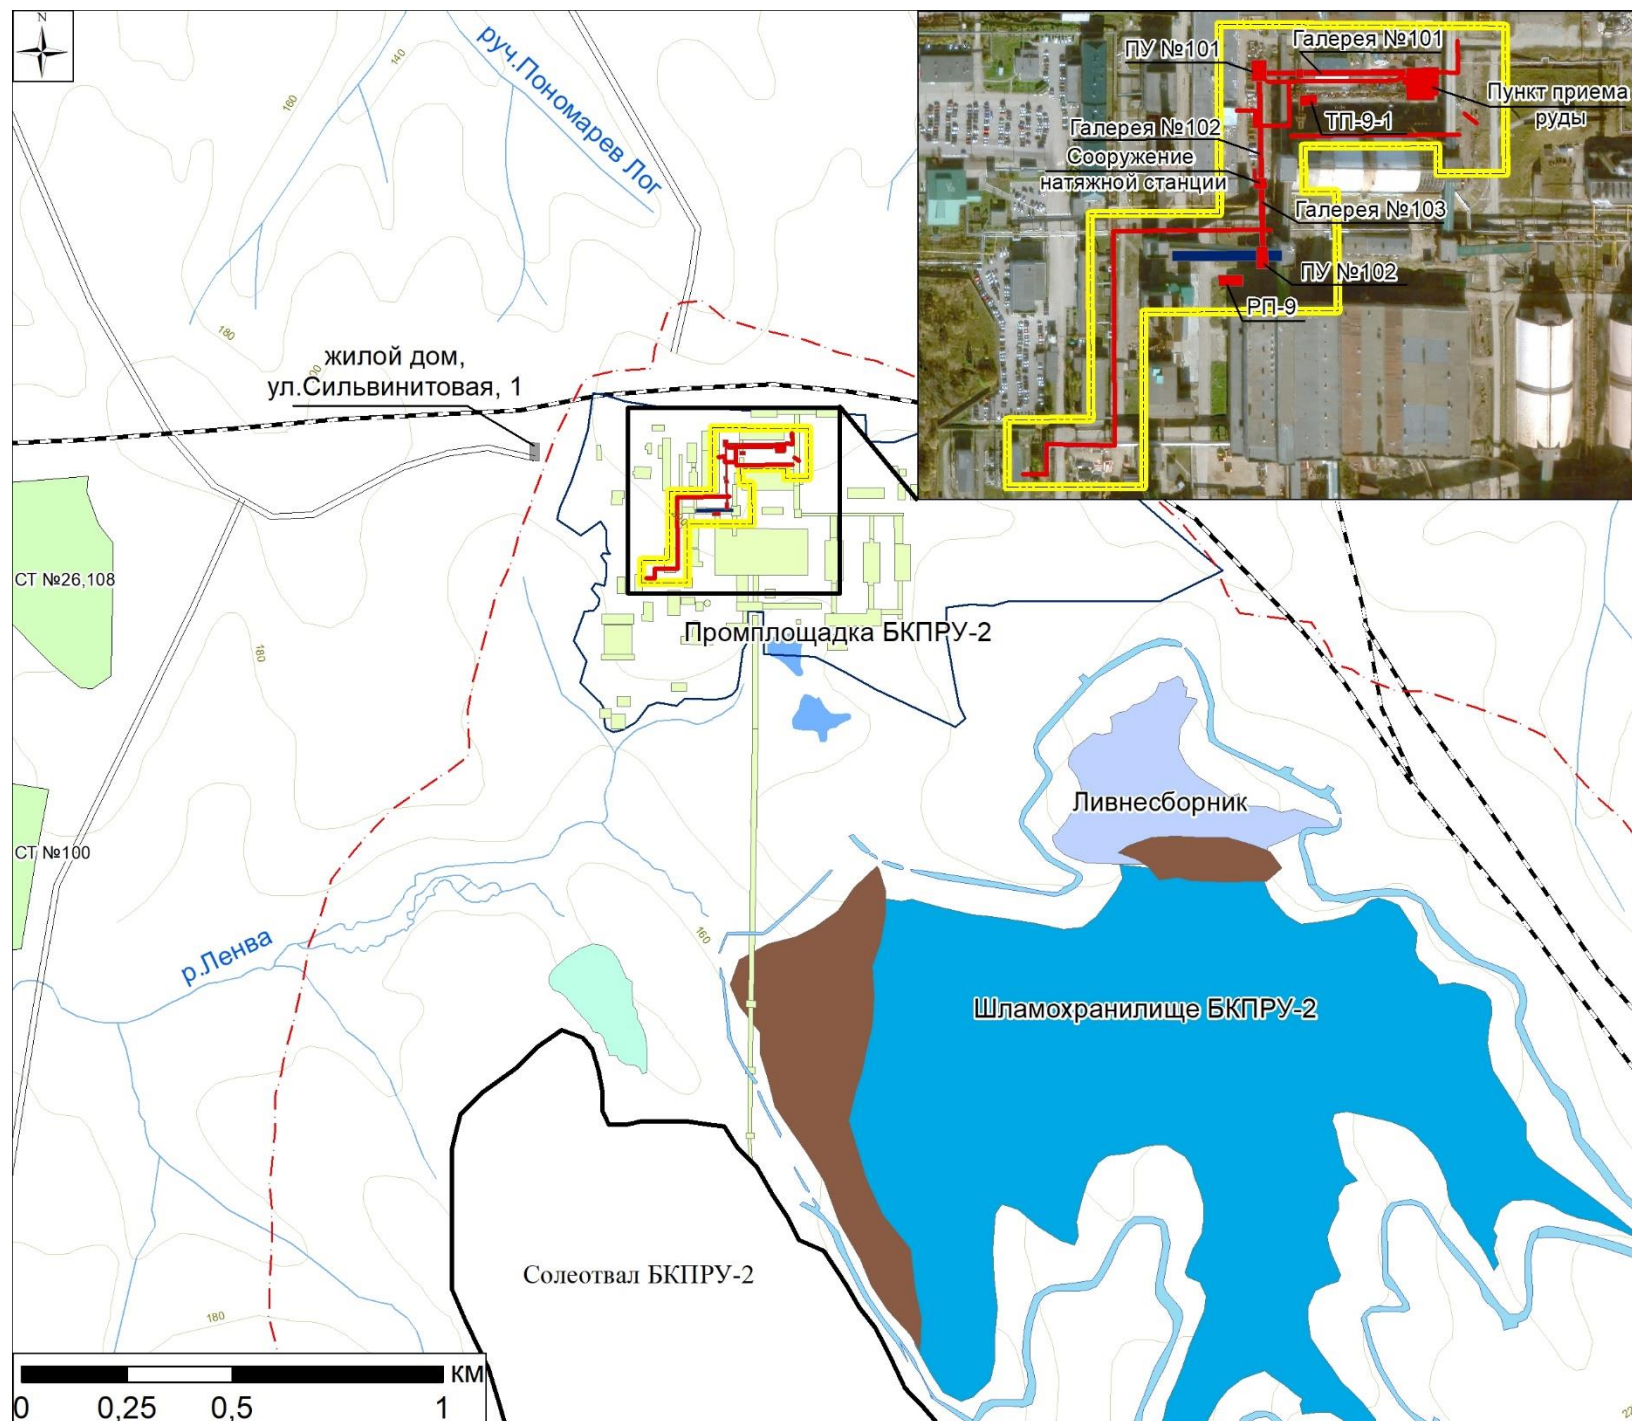 N
руч.Пономарев Лог
140
160
180
жилой дом,
ул.Сильвинитовая, 1
ПУ №101
Галерея №101
Пункт приема
руды
ТП-9-1
Галерея №102
Сооружение
натяжной станции
Галерея №103
ПУ №102
РП-9
СТ №26,108
180
Промплощадка БКПРУ-2
Ливнесборник
СТ №100
р.Ленва
160
Шламохранилище БКПРУ-2
Солеотвал БКПРУ-2
180
КМ
0
0,25
0,5
1